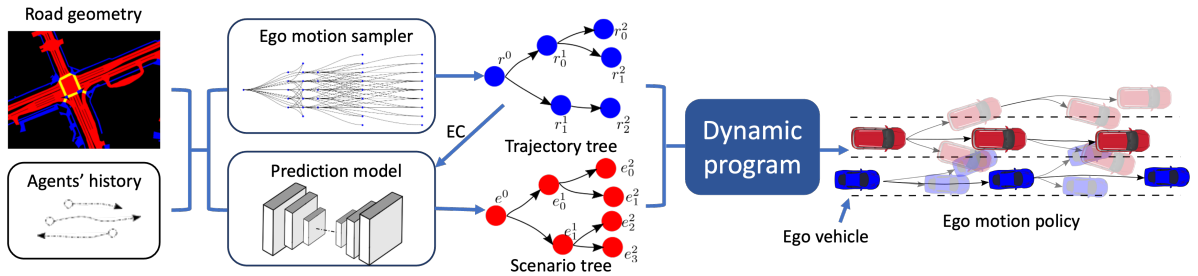 Road geometry
Agents' history
Ego motion sampler
Prediction model
EC
r^0
r_0^1
r_1^1
r_0^2
r_1^2
r_2^2
Trajectory tree
e^0
e_0^1
e_1^1
e_0^2
e_1^2
e_2^2
e_3^2
Scenario tree
Dynamic
program
Ego vehicle
Ego motion policy